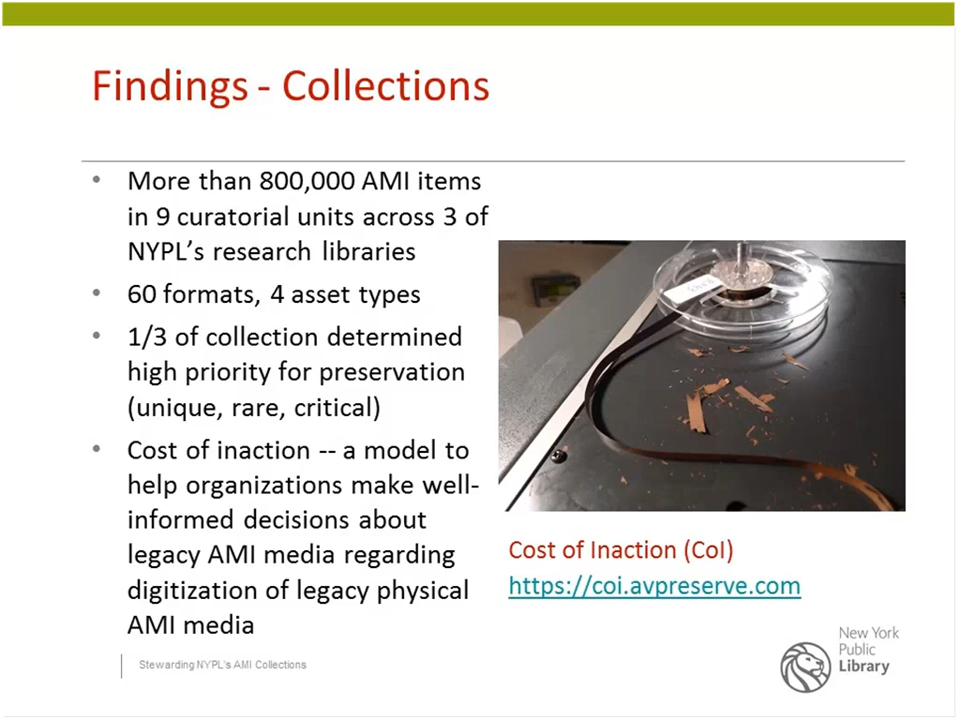 Findings - Collections
• More than 800,000 AMI items
in 9 curatorial units across 3 of
NYPL’s research libraries
• 60 formats, 4 asset types
• 1/3 of collection determined
high priority for preservation
(unique, rare, critical)
• Cost of inaction -- a model to
help organizations make well-
informed decisions about
legacy AMI media regarding
digitization of legacy physical
AMI media
Cost of Inaction (CoI)
https://coi.avpreserve.com
Stewarding NYPL's AMI Collections
New York
Public
Library